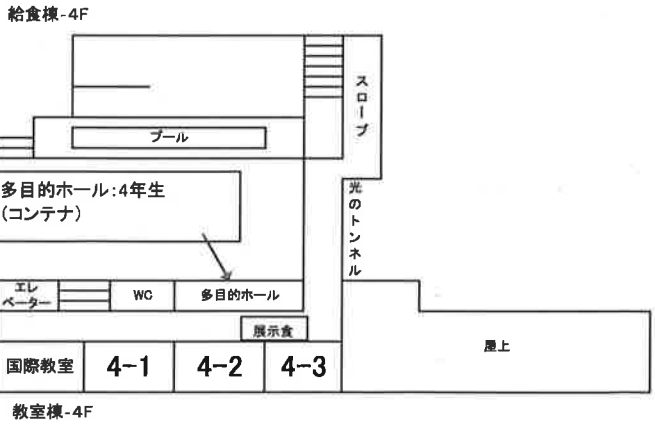 給食棟-4F
スロープ
プール
多目的ホール:4年生
(コンテナ)
光のトンネル
エレ
ベーター
WC
多目的ホール
展示食
屋上
国際教室
4-1
4-2
4-3
教室棟-4F